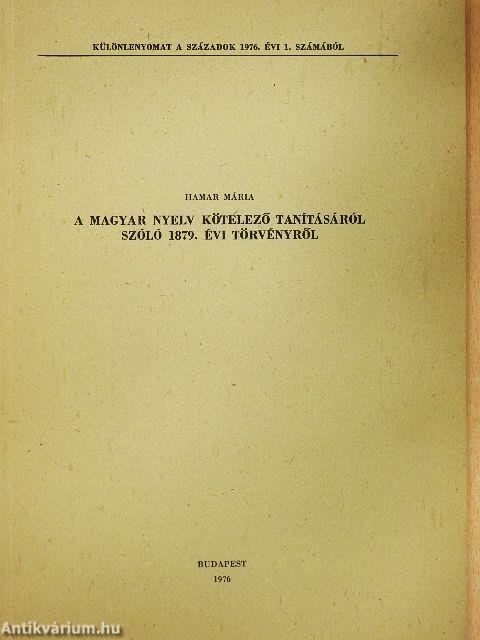 KÜLÖNLENYOMAT A SZÁZADOK 1976. ÉVI 1. SZÁMÁBÓL
HAMAR MÁRIA
A MAGYAR NYELV KÖTELEZŐ TANÍTÁSÁRÓL
SZÓLÓ 1879. ÉVI TÖRVÉNYRŐL
BUDAPEST
1976
Antikvárium.hu